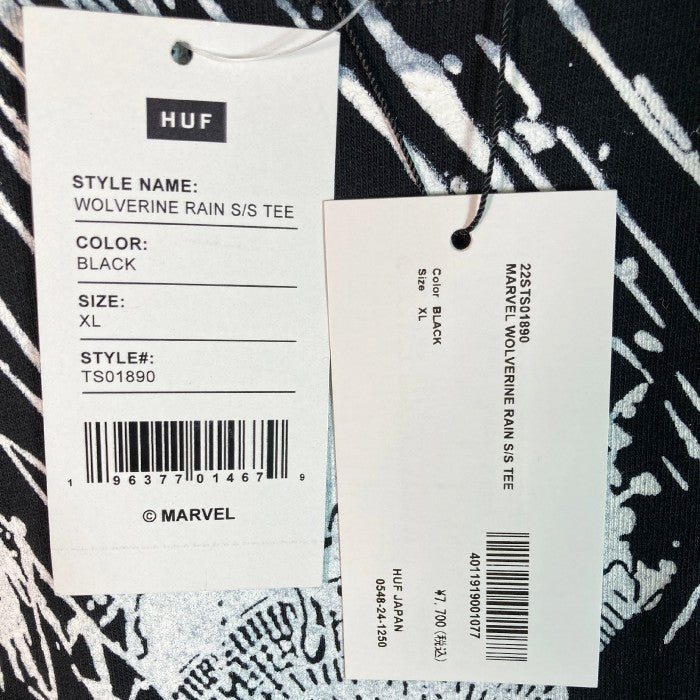 HUF
STYLE NAME:
WOLVERINE RAIN S/S TEE
COLOR:
BLACK
SIZE:
XL
STYLE#:
TS01890
1 96377 01467 9
© MARVEL
22STS01890
MARVEL WOLVERINE RAIN S/S TEE
Color BLACK
Size XL
4011919001077
¥7,700(税込)
HUF JAPAN
0548-24-1250